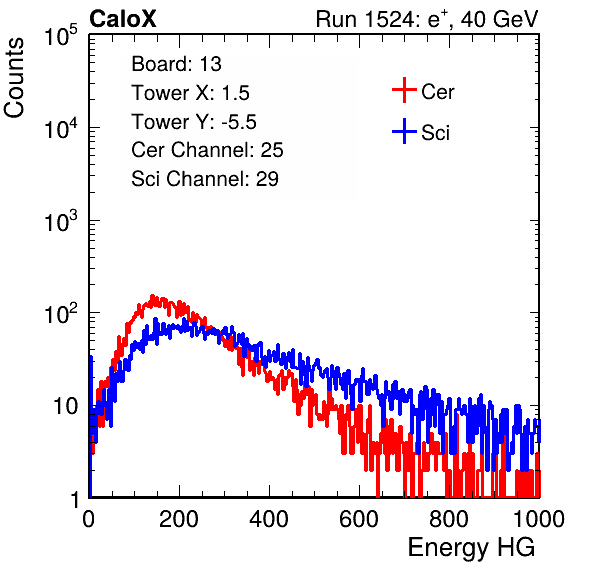 CaloX Run 1524: e⁺, 40 GeV
Counts
Board: 13
Tower X: 1.5
Tower Y: -5.5
Cer Channel: 25
Sci Channel: 29
Cer
Sci
10⁵
10⁴
10³
10²
10
1
0 200 400 600 800 1000
Energy HG